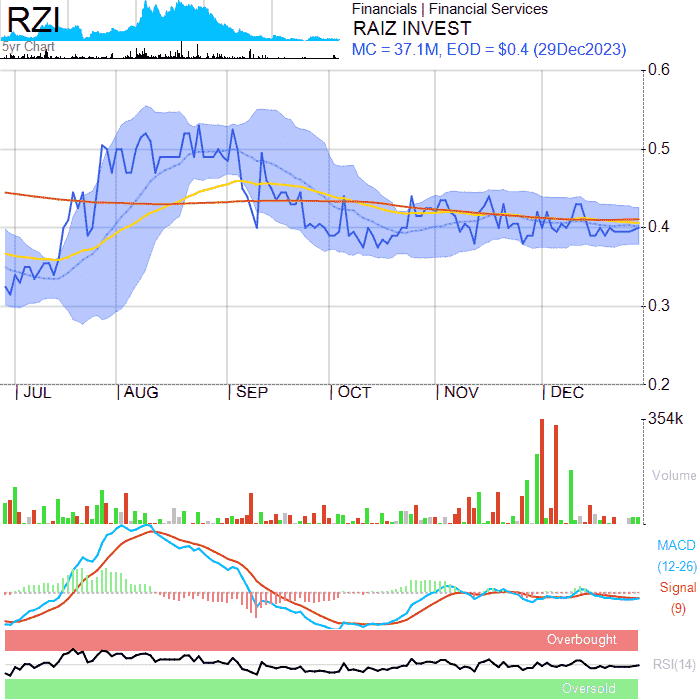 RZI
5yr Chart
Financials | Financial Services
RAIZ INVEST
MC = 37.1M, EOD = $0.4 (29Dec2023)
0.6
0.5
0.4
0.3
0.2
| JUL | AUG | SEP | OCT | NOV | DEC
354k
Volume
MACD
(12-26)
Signal
(9)
Overbought
RSI(14)
Oversold